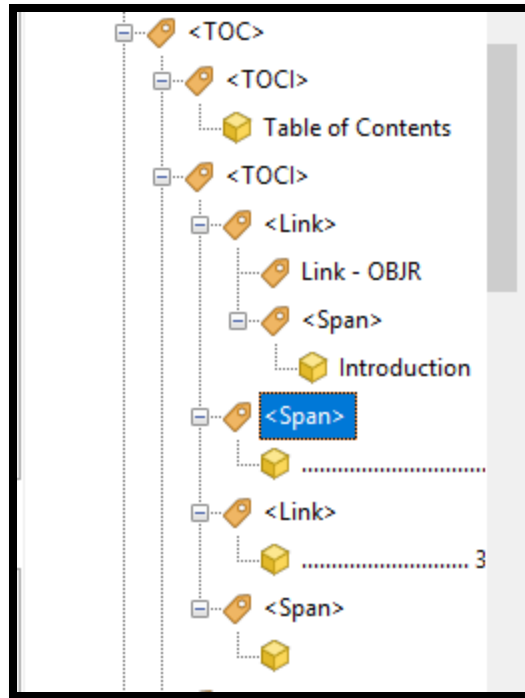 <TOC>
<TOCI>
Table of Contents
<TOCI>
<Link>
Link - OBJR
<Span>
Introduction
<Span>
................................
<Link>
............................. 3
<Span>